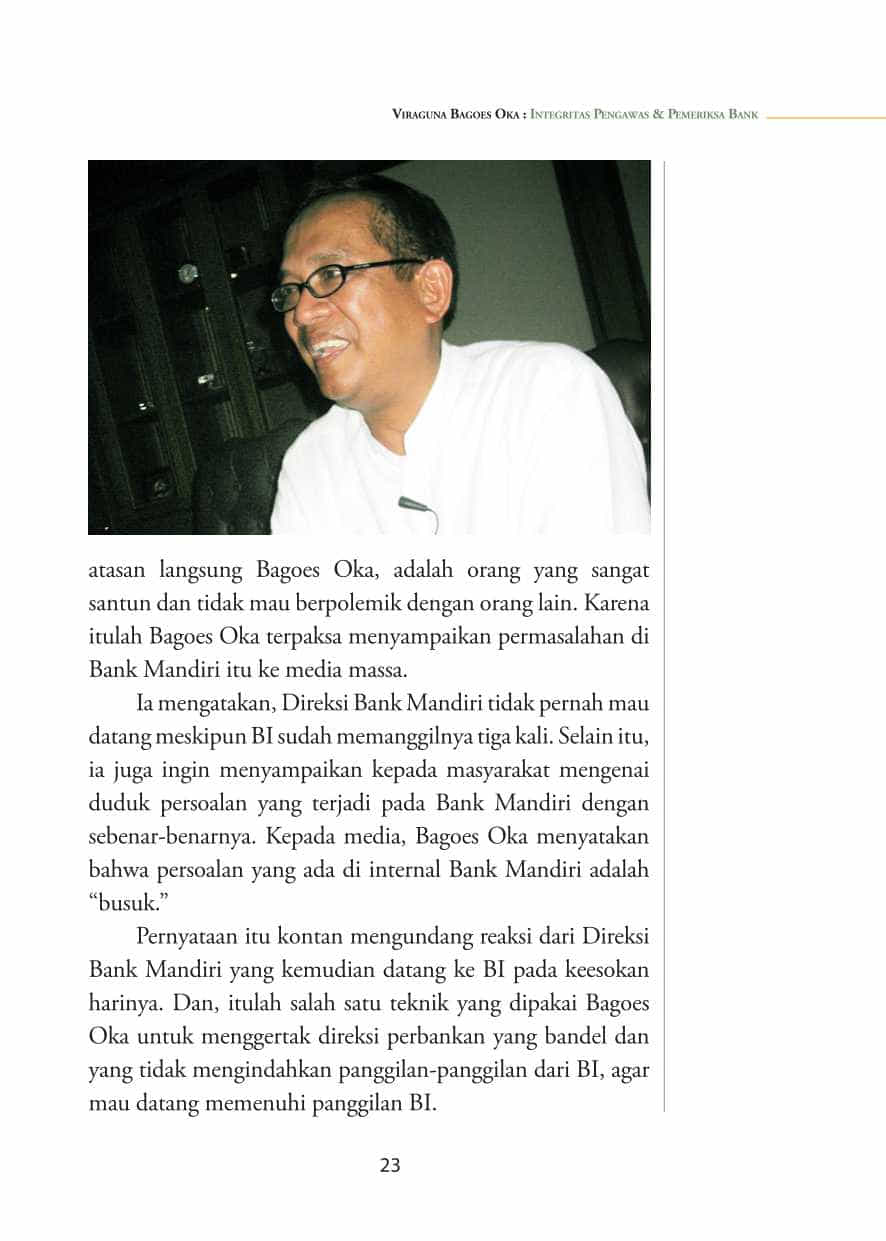 Viraguna Bagoes Oka : Integritas Pengawas & Pemeriksa Bank
atasan langsung Bagoes Oka, adalah orang yang sangat
santun dan tidak mau berpolemik dengan orang lain. Karena
itulah Bagoes Oka terpaksa menyampaikan permasalahan di
Bank Mandiri itu ke media massa.
Ia mengatakan, Direksi Bank Mandiri tidak pernah mau
datang meskipun BI sudah memanggilnya tiga kali. Selain itu,
ia juga ingin menyampaikan kepada masyarakat mengenai
duduk persoalan yang terjadi pada Bank Mandiri dengan
sebenar-benarnya. Kepada media, Bagoes Oka menyatakan
bahwa persoalan yang ada di internal Bank Mandiri adalah
“busuk.”
Pernyataan itu kontan mengundang reaksi dari Direksi
Bank Mandiri yang kemudian datang ke BI pada keesokan
harinya. Dan, itulah salah satu teknik yang dipakai Bagoes
Oka untuk menggertak direksi perbankan yang bandel dan
yang tidak mengindahkan panggilan-panggilan dari BI, agar
mau datang memenuhi panggilan BI.
23